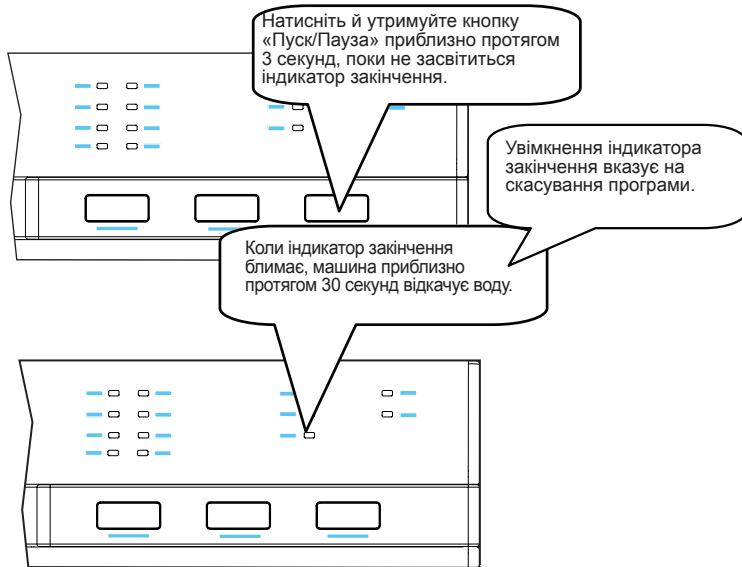 Натисніть й утримуйте кнопку
«Пуск/Пауза» приблизно протягом
3 секунд, поки не засвітиться
індикатор закінчення.
Увімкнення індикатора
закінчення вказує на
скасування програми.
Коли індикатор закінчення
блимає, машина приблизно
протягом 30 секунд відкачує воду.